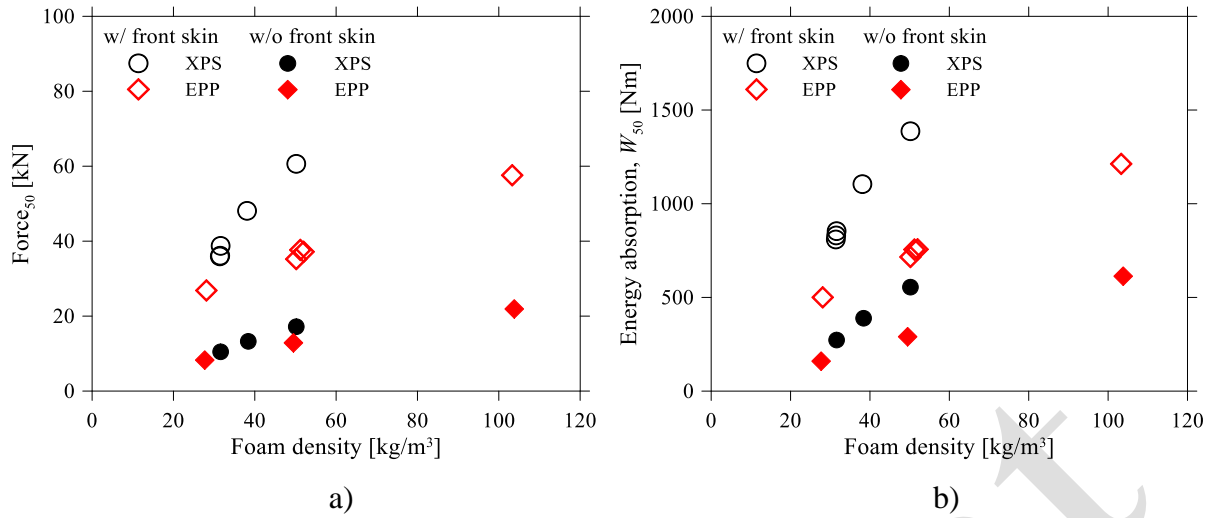 100
80
60
40
20
0
Force₅₀ [kN]
w/ front skin w/o front skin
XPS XPS
EPP EPP
0 20 40 60 80 100 120
Foam density [kg/m³]
a)
2000
1500
1000
500
0
Energy absorption, W₅₀ [Nm]
w/ front skin w/o front skin
XPS XPS
EPP EPP
0 20 40 60 80 100 120
Foam density [kg/m³]
b)
t